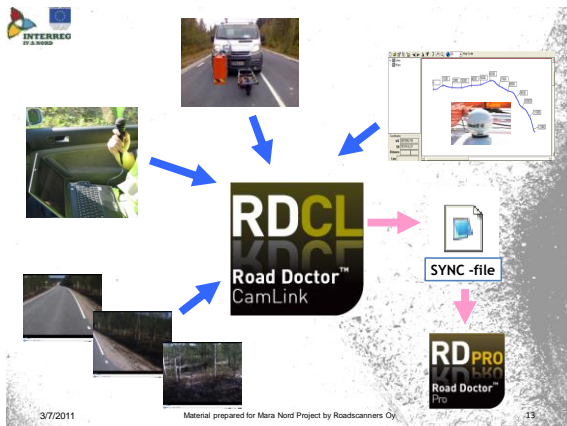 INTERREG
IV A NORD
RDCL
Road Doctor™
CamLink
SYNC -file
RD PRO
Road Doctor™
Pro
3/7/2011
Material prepared for Mara Nord Project by Roadscanners Oy
13